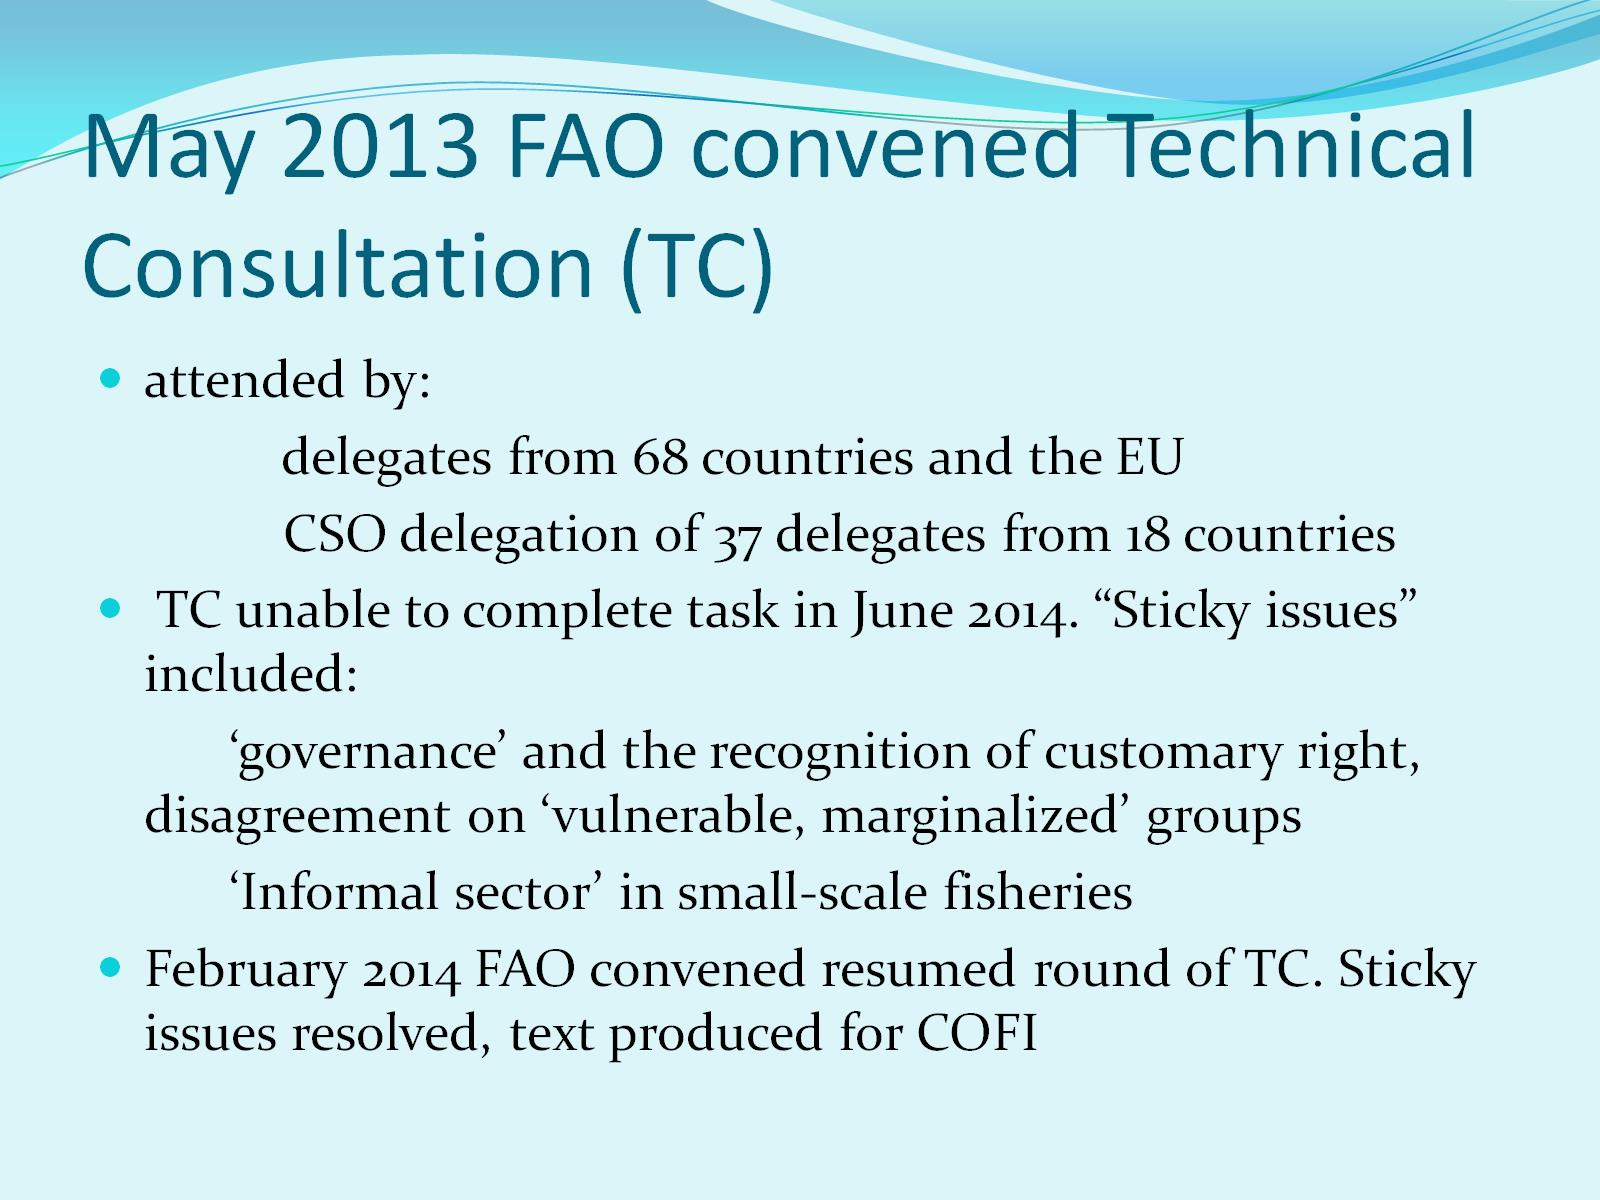 May 2013 FAO convened Technical
Consultation (TC)
• attended by:
delegates from 68 countries and the EU
CSO delegation of 37 delegates from 18 countries
• TC unable to complete task in June 2014. “Sticky issues”
included:
‘governance’ and the recognition of customary right,
disagreement on ‘vulnerable, marginalized’ groups
‘Informal sector’ in small-scale fisheries
• February 2014 FAO convened resumed round of TC. Sticky
issues resolved, text produced for COFI